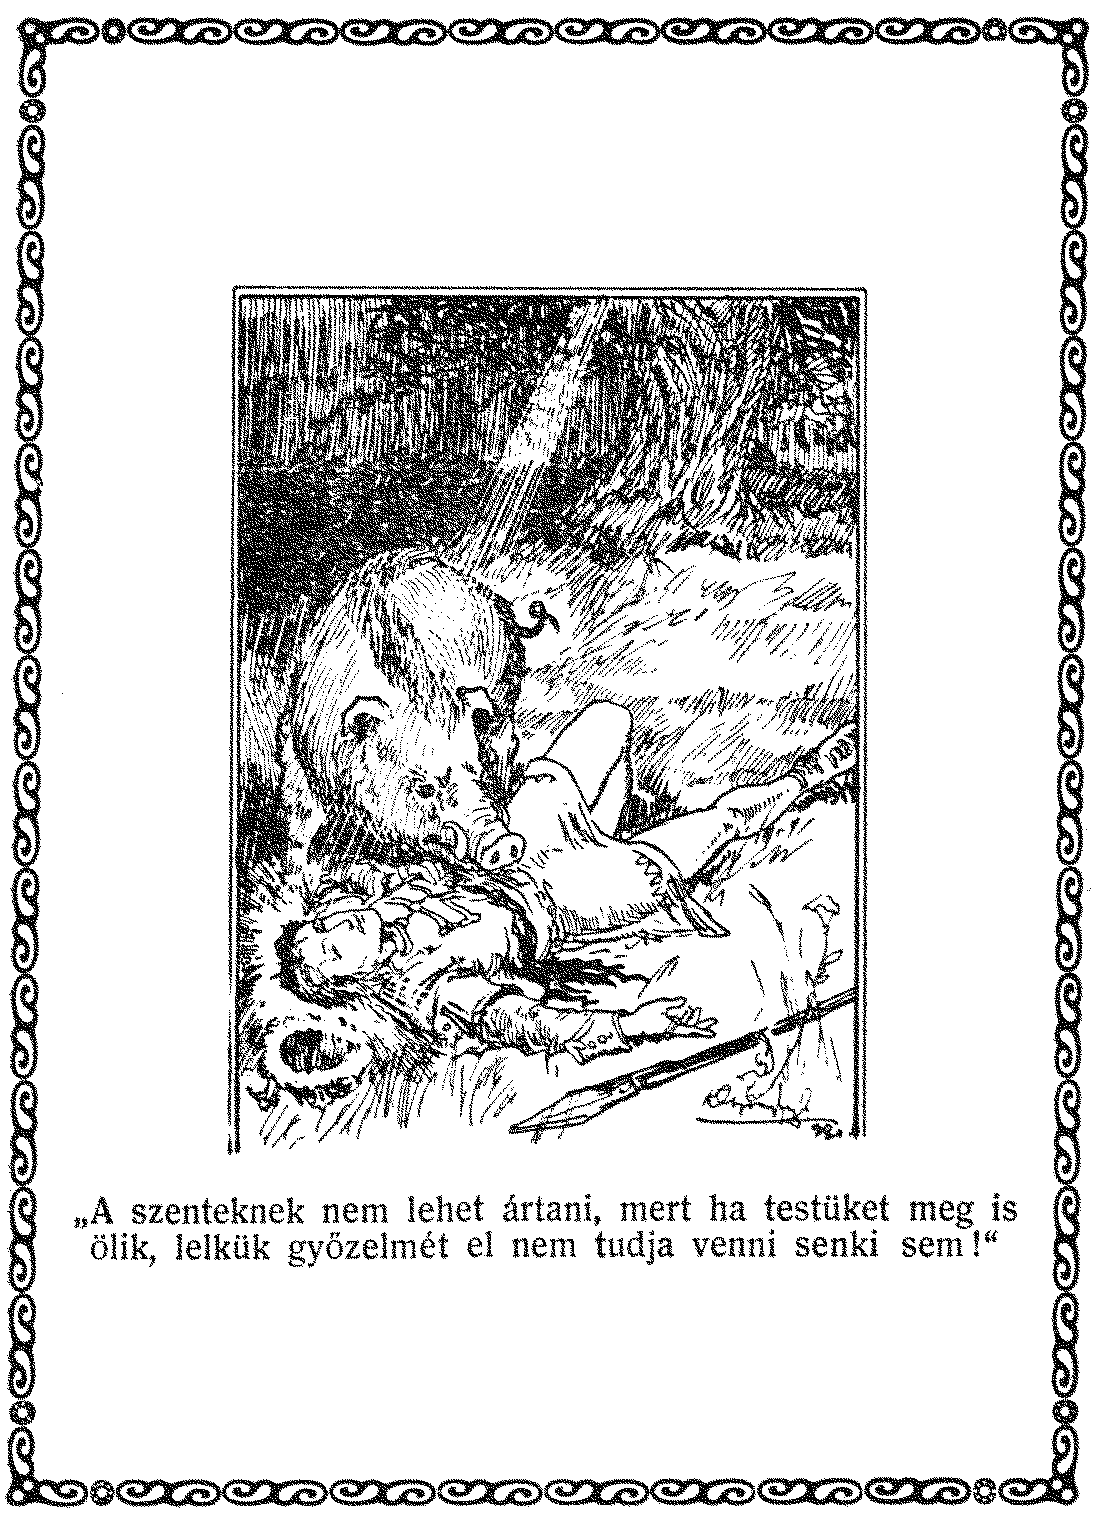 „A szenteknek nem lehet ártani, mert ha testüket meg is
ölik, lelkük győzelmét el nem tudja venni senki sem!“